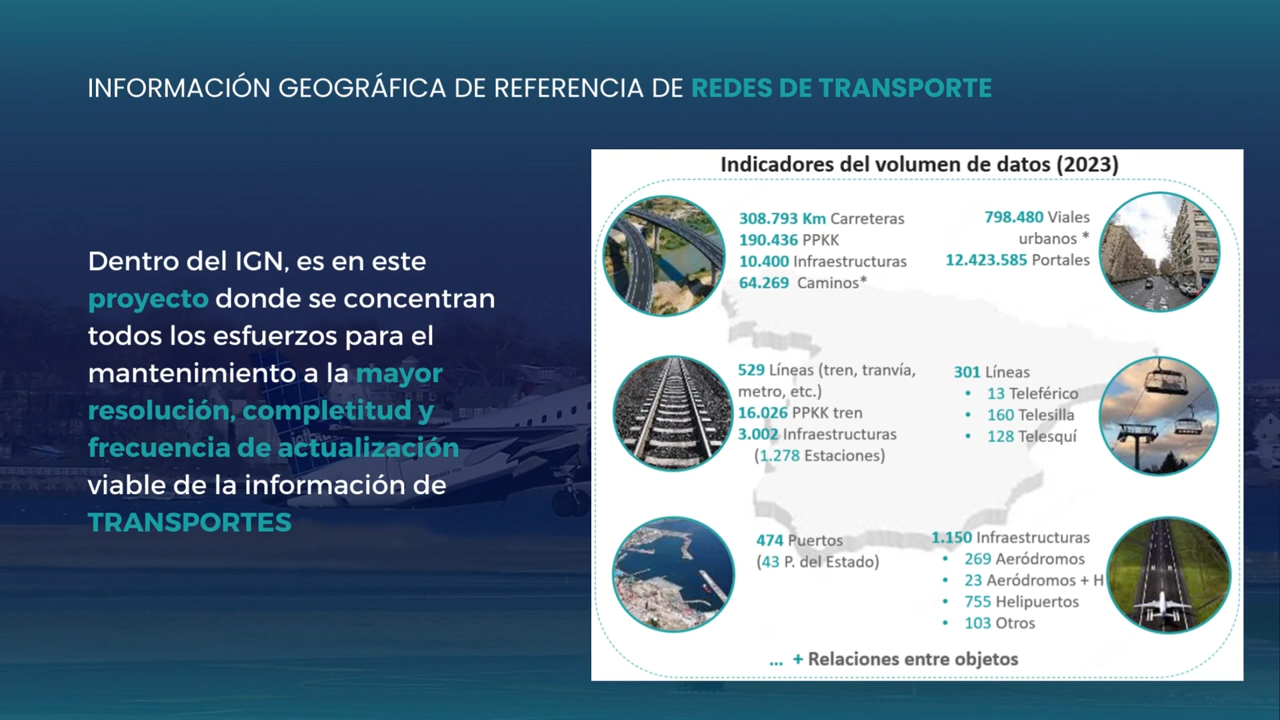 INFORMACIÓN GEOGRÁFICA DE REFERENCIA DE REDES DE TRANSPORTE
Dentro del IGN, es en este
proyecto donde se concentran
todos los esfuerzos para el
mantenimiento a la mayor
resolución, completitud y
frecuencia de actualización
viable de la información de
TRANSPORTES
Indicadores del volumen de datos (2023)
308.793 Km Carreteras
190.436 PPKK
10.400 Infraestructuras
64.269 Caminos*
798.480 Viales
urbanos *
12.423.585 Portales
529 Líneas (tren, tranvía,
metro, etc.)
16.026 PPKK tren
3.002 Infraestructuras
(1.278 Estaciones)
301 Líneas
• 13 Teleférico
• 160 Telesilla
• 128 Telesquí
474 Puertos
(43 P. del Estado)
1.150 Infraestructuras
• 269 Aeródromos
• 23 Aeródromos + H
• 755 Helipuertos
• 103 Otros
... + Relaciones entre objetos